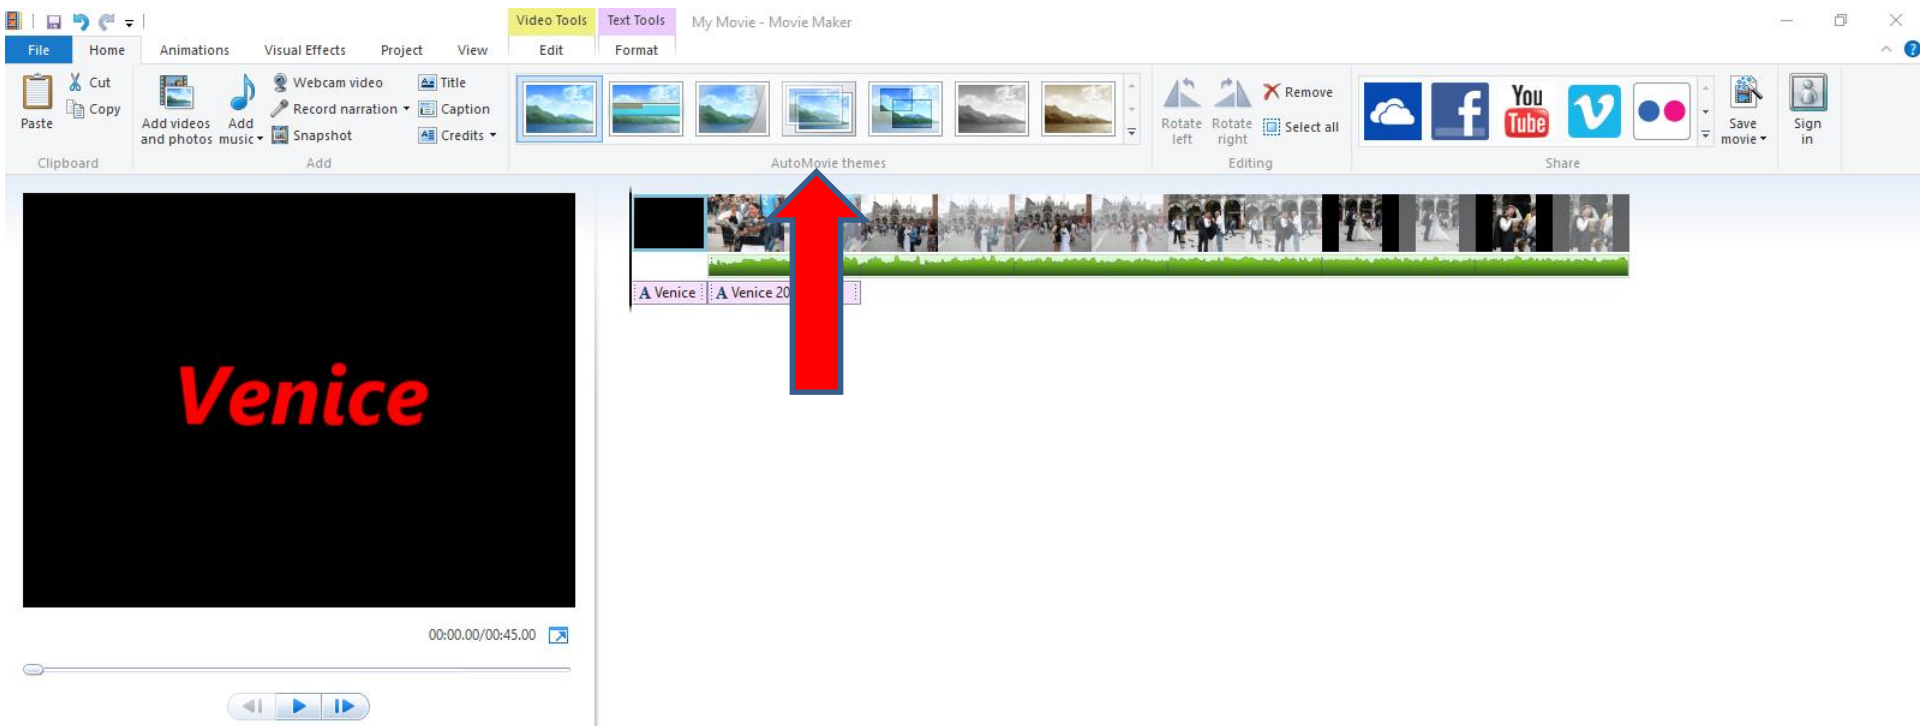 Video Tools
Text Tools
My Movie - Movie Maker
File
Home
Animations
Visual Effects
Project
View
Edit
Format
?
Paste
Cut
Copy
Clipboard
Add videos
and photos
Add
music
Webcam video
Record narration
Snapshot
Title
Caption
Credits
Add
AutoMovie themes
Rotate
left
Rotate
right
Remove
Select all
Editing
f
You
Tube
V
Share
Save
movie
Sign
in
Venice
A Venice
A Venice 20
00:00.00/00:45.00